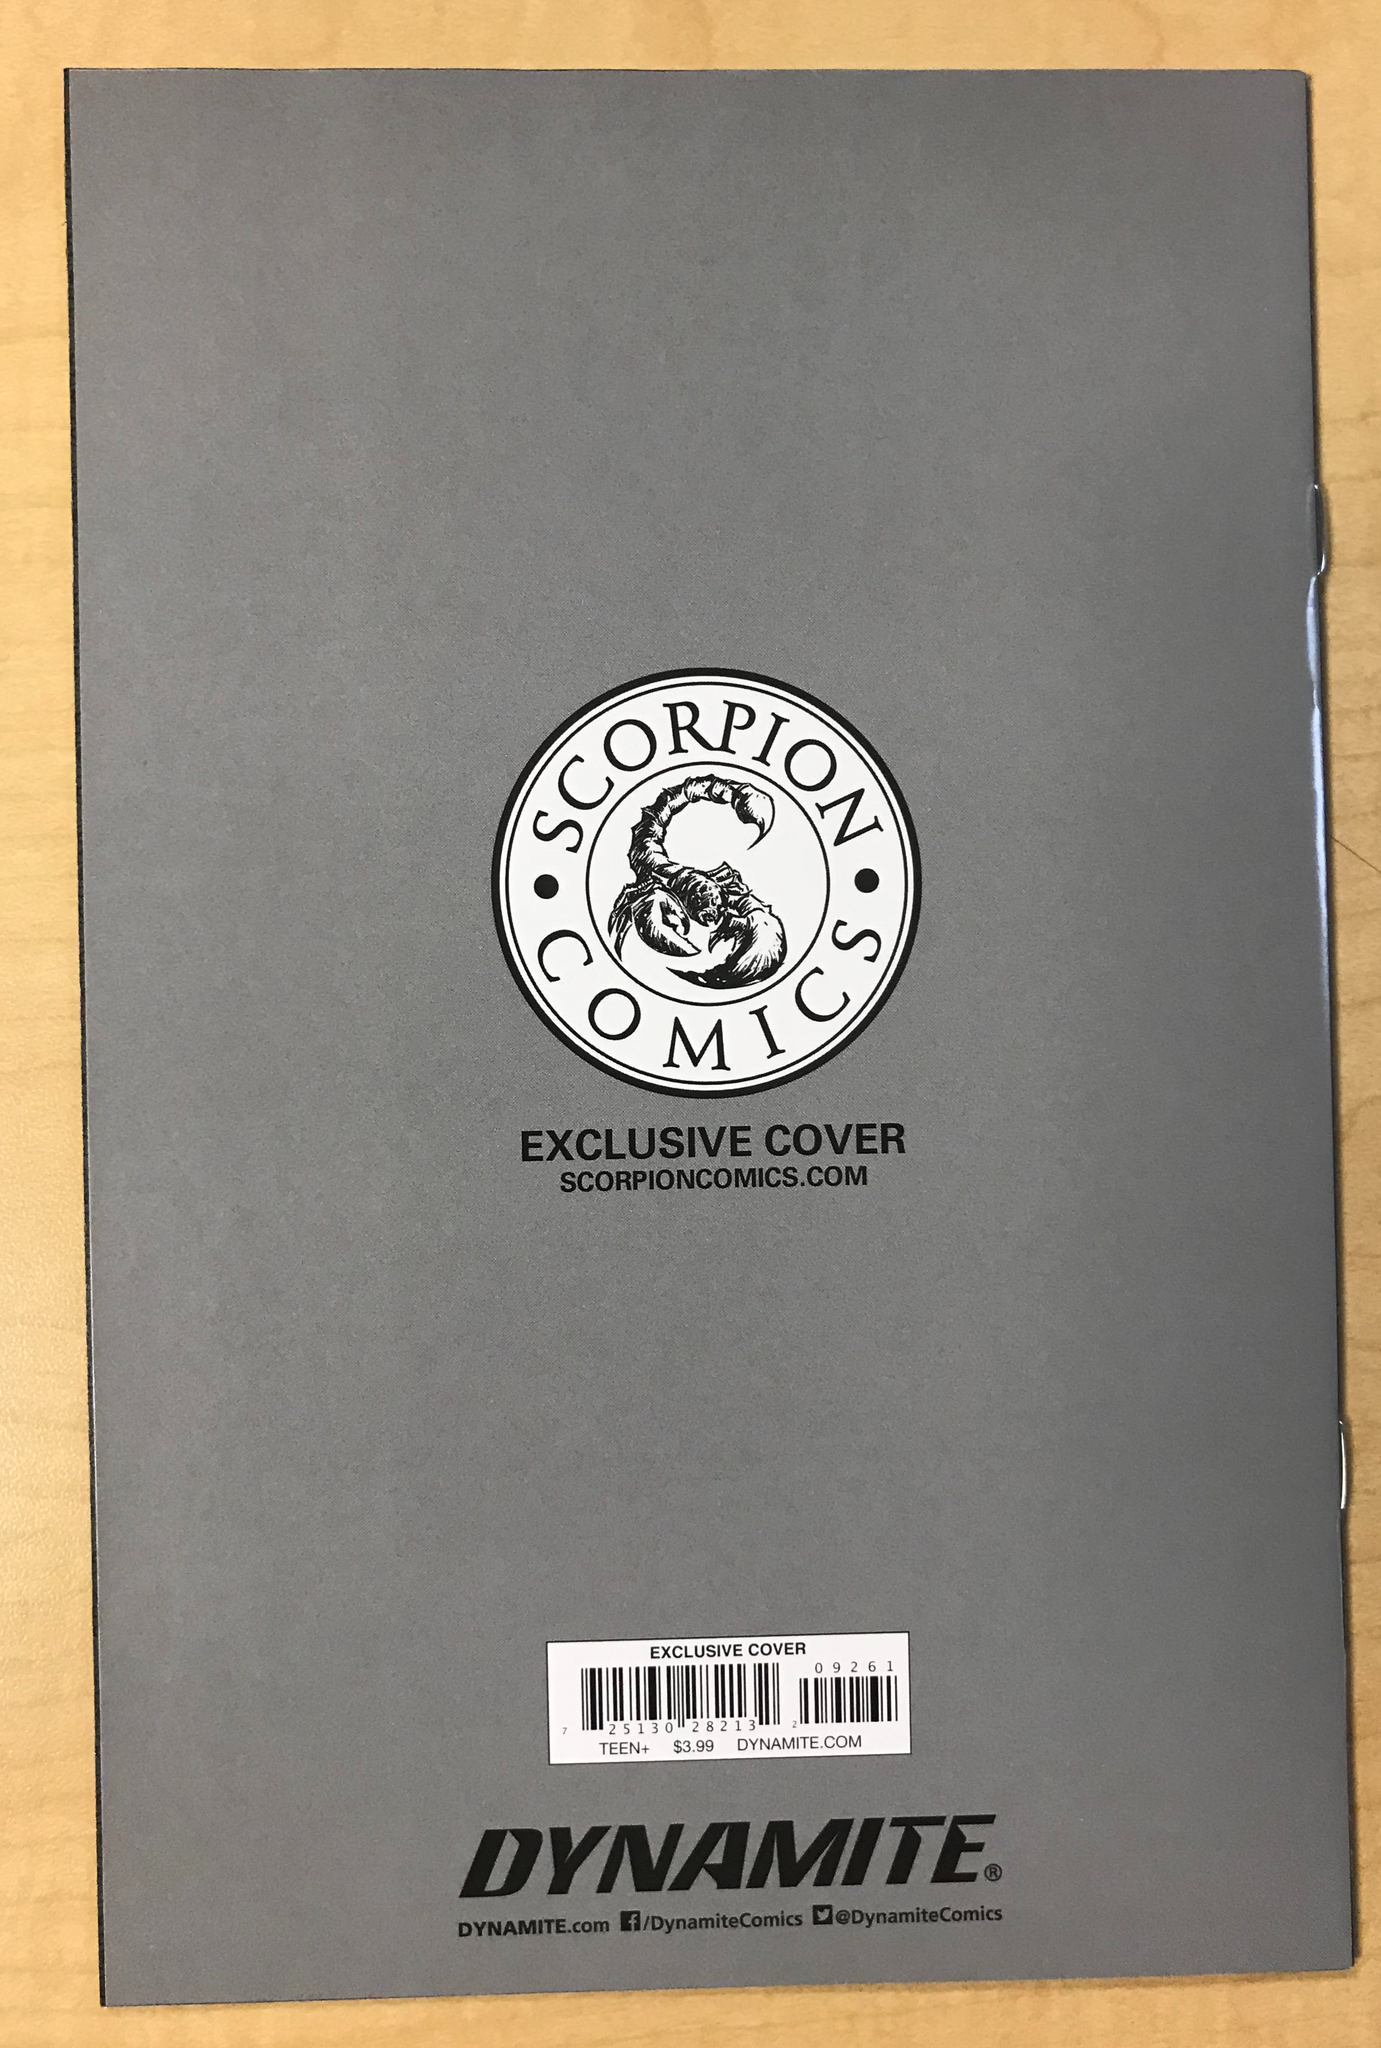 SCORPION
COMICS
EXCLUSIVE COVER
SCORPIONCOMICS.COM
EXCLUSIVE COVER
09261
7 25130 28213 2
TEEN+ $3.99 DYNAMITE.COM
DYNAMITE®
DYNAMITE.com f/DynamiteComics @DynamiteComics